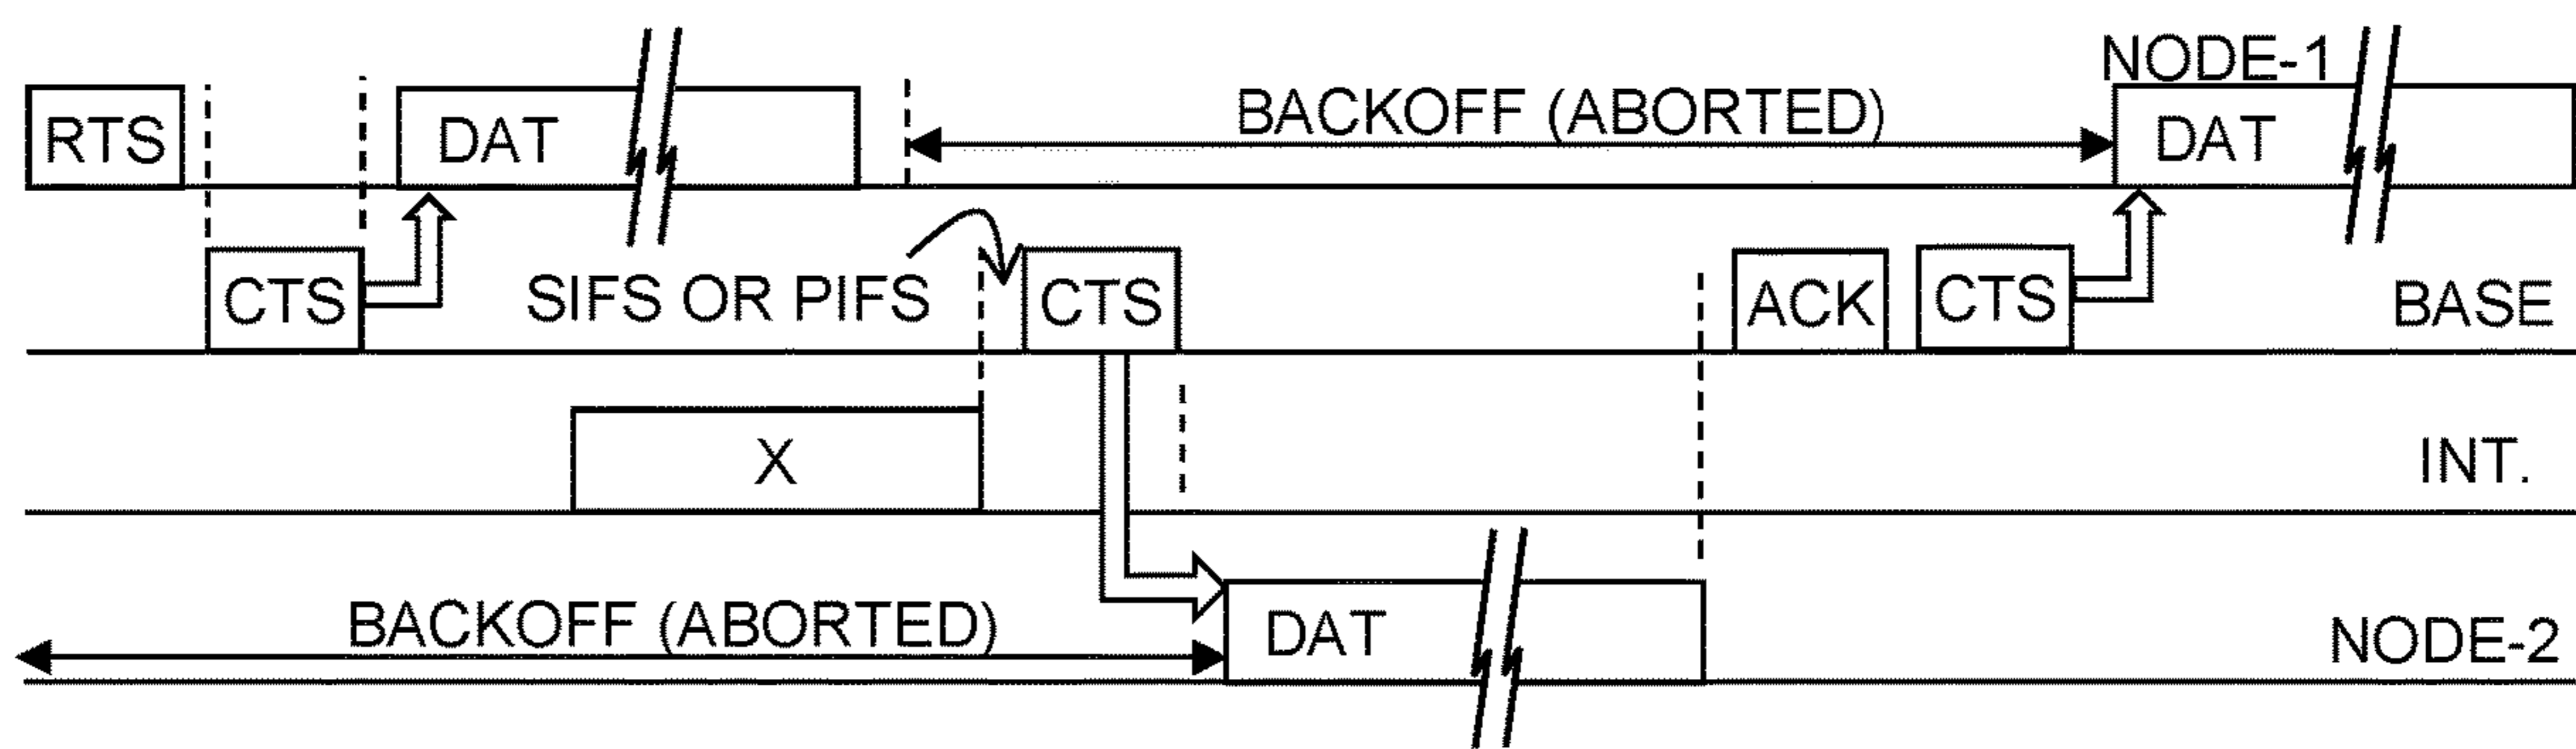 NODE-1
RTS
DAT
BACKOFF (ABORTED)
DAT
CTS
SIFS OR PIFS
CTS
ACK
CTS
BASE
X
INT.
BACKOFF (ABORTED)
DAT
NODE-2